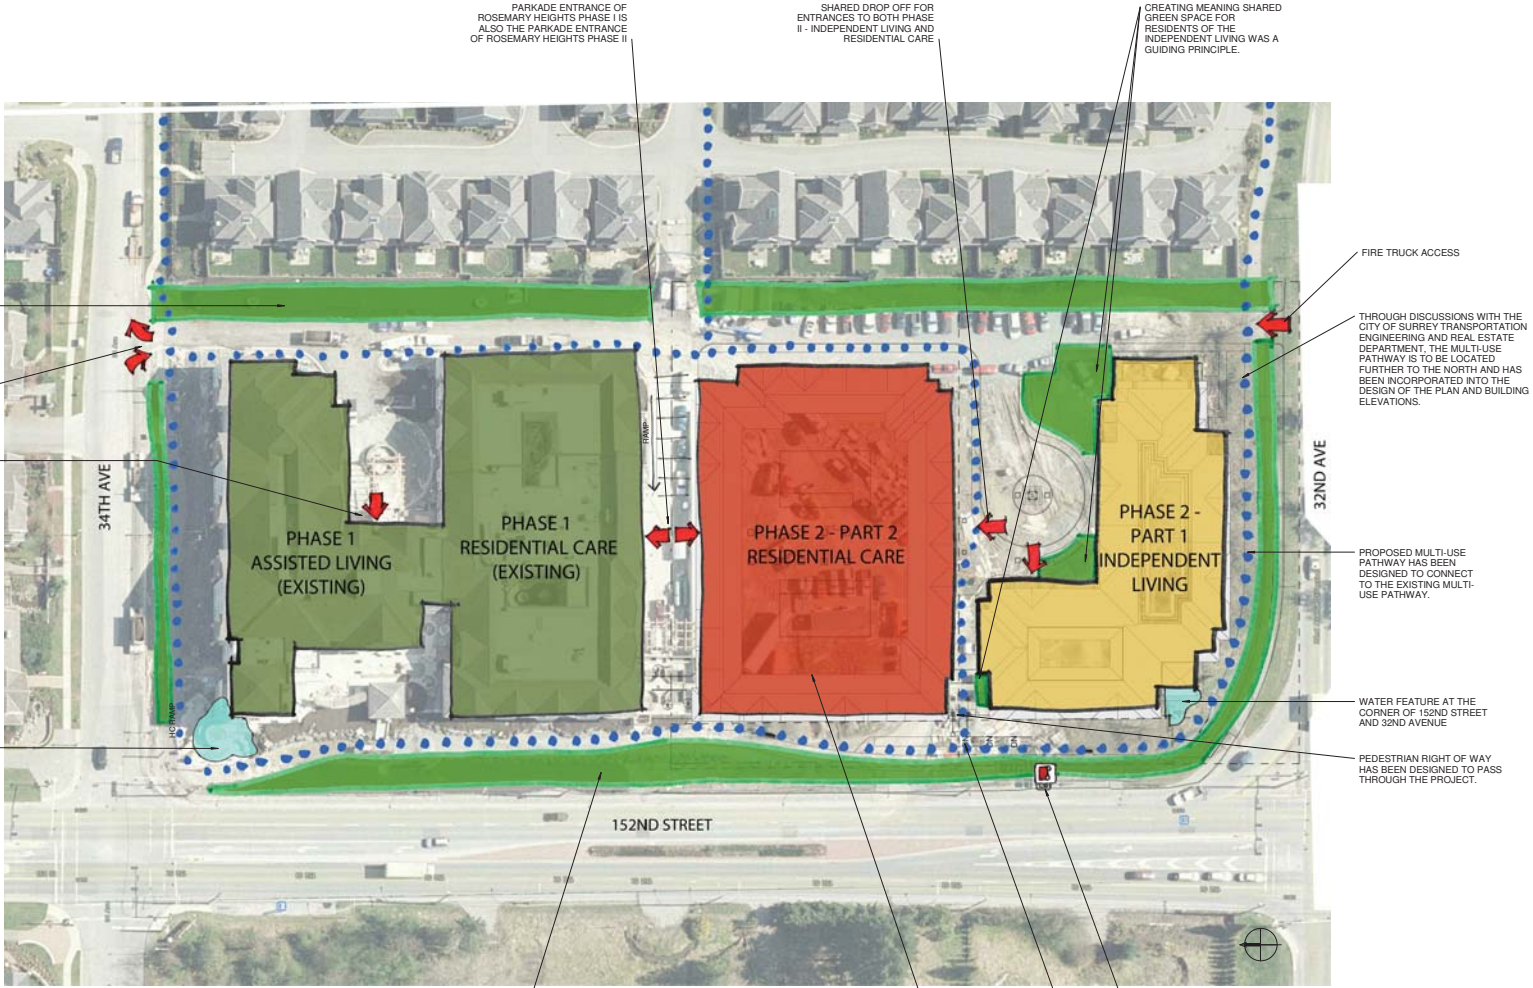 PARKADE ENTRANCE OF
ROSEMARY HEIGHTS PHASE I IS
ALSO THE PARKADE ENTRANCE
OF ROSEMARY HEIGHTS PHASE II
SHARED DROP OFF FOR
ENTRANCES TO BOTH PHASE
II - INDEPENDENT LIVING AND
RESIDENTIAL CARE
CREATING MEANING SHARED
GREEN SPACE FOR
RESIDENTS OF THE
INDEPENDENT LIVING WAS A
GUIDING PRINCIPLE.
FIRE TRUCK ACCESS
THROUGH DISCUSSIONS WITH THE
CITY OF SURREY TRANSPORTATION
ENGINEERING AND REAL ESTATE
DEPARTMENT, THE MULTI-USE
PATHWAY IS TO BE LOCATED
FURTHER TO THE NORTH AND HAS
BEEN INCORPORATED INTO THE
DESIGN OF THE PLAN AND BUILDING
ELEVATIONS.
RAMP
34TH AVE
32ND AVE
PHASE 1
ASSISTED LIVING
(EXISTING)
PHASE 1
RESIDENTIAL CARE
(EXISTING)
PHASE 2 - PART 2
RESIDENTIAL CARE
PHASE 2 -
PART 1
INDEPENDENT
LIVING
PROPOSED MULTI-USE
PATHWAY HAS BEEN
DESIGNED TO CONNECT
TO THE EXISTING MULTI-
USE PATHWAY.
HC RAMP
DN
DN
DN
WATER FEATURE AT THE
CORNER OF 152ND STREET
AND 32ND AVENUE
PEDESTRIAN RIGHT OF WAY
HAS BEEN DESIGNED TO PASS
THROUGH THE PROJECT.
152ND STREET